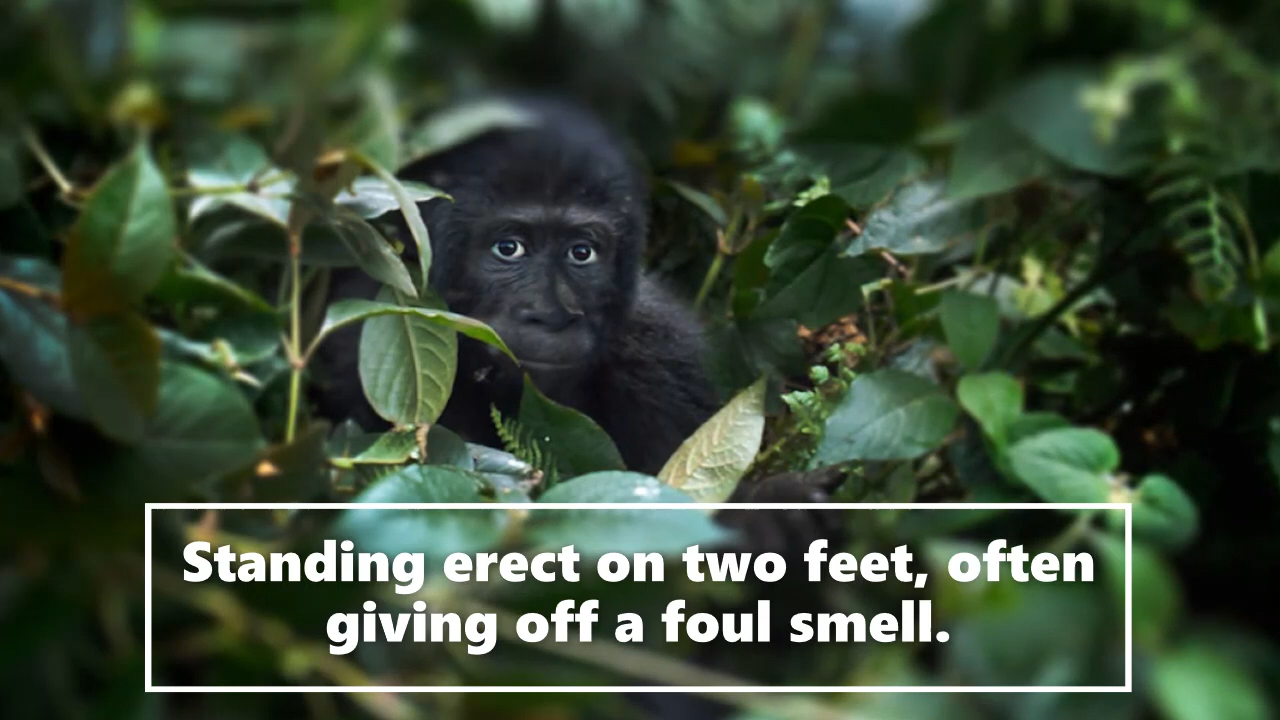 Standing erect on two feet, often
giving off a foul smell.